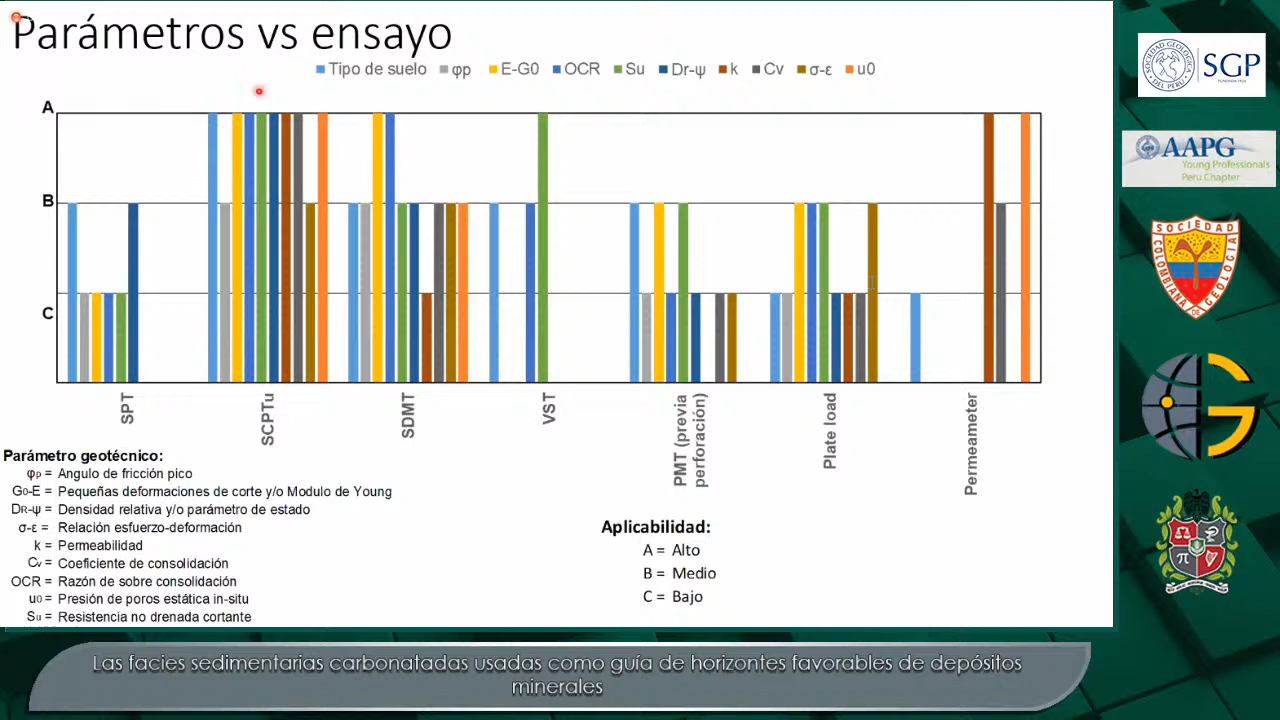 Parámetros vs ensayo
Tipo de suelo φp E-G0 OCR Su Dr-ψ k Cv σ-ε u0
A
B
C
SPT
SCPTu
SDMT
VST
PMT (previa
perforación)
Plate load
Permeameter
Parámetro geotécnico:
φp = Angulo de fricción pico
G0-E = Pequeñas deformaciones de corte y/o Modulo de Young
DR-ψ = Densidad relativa y/o parámetro de estado
σ-ε = Relación esfuerzo-deformación
k = Permeabilidad
Cv = Coeficiente de consolidación
OCR = Razón de sobre consolidación
u0 = Presión de poros estática in-situ
Su = Resistencia no drenada cortante
Aplicabilidad:
A = Alto
B = Medio
C = Bajo
SGP
AAPG
Young Professionals
Peru Chapter
SOCIEDAD
COLOMBIANA
DE GEOLOGIA
Las facies sedimentarias carbonatadas usadas como guía de horizontes favorables de depósitos
minerales